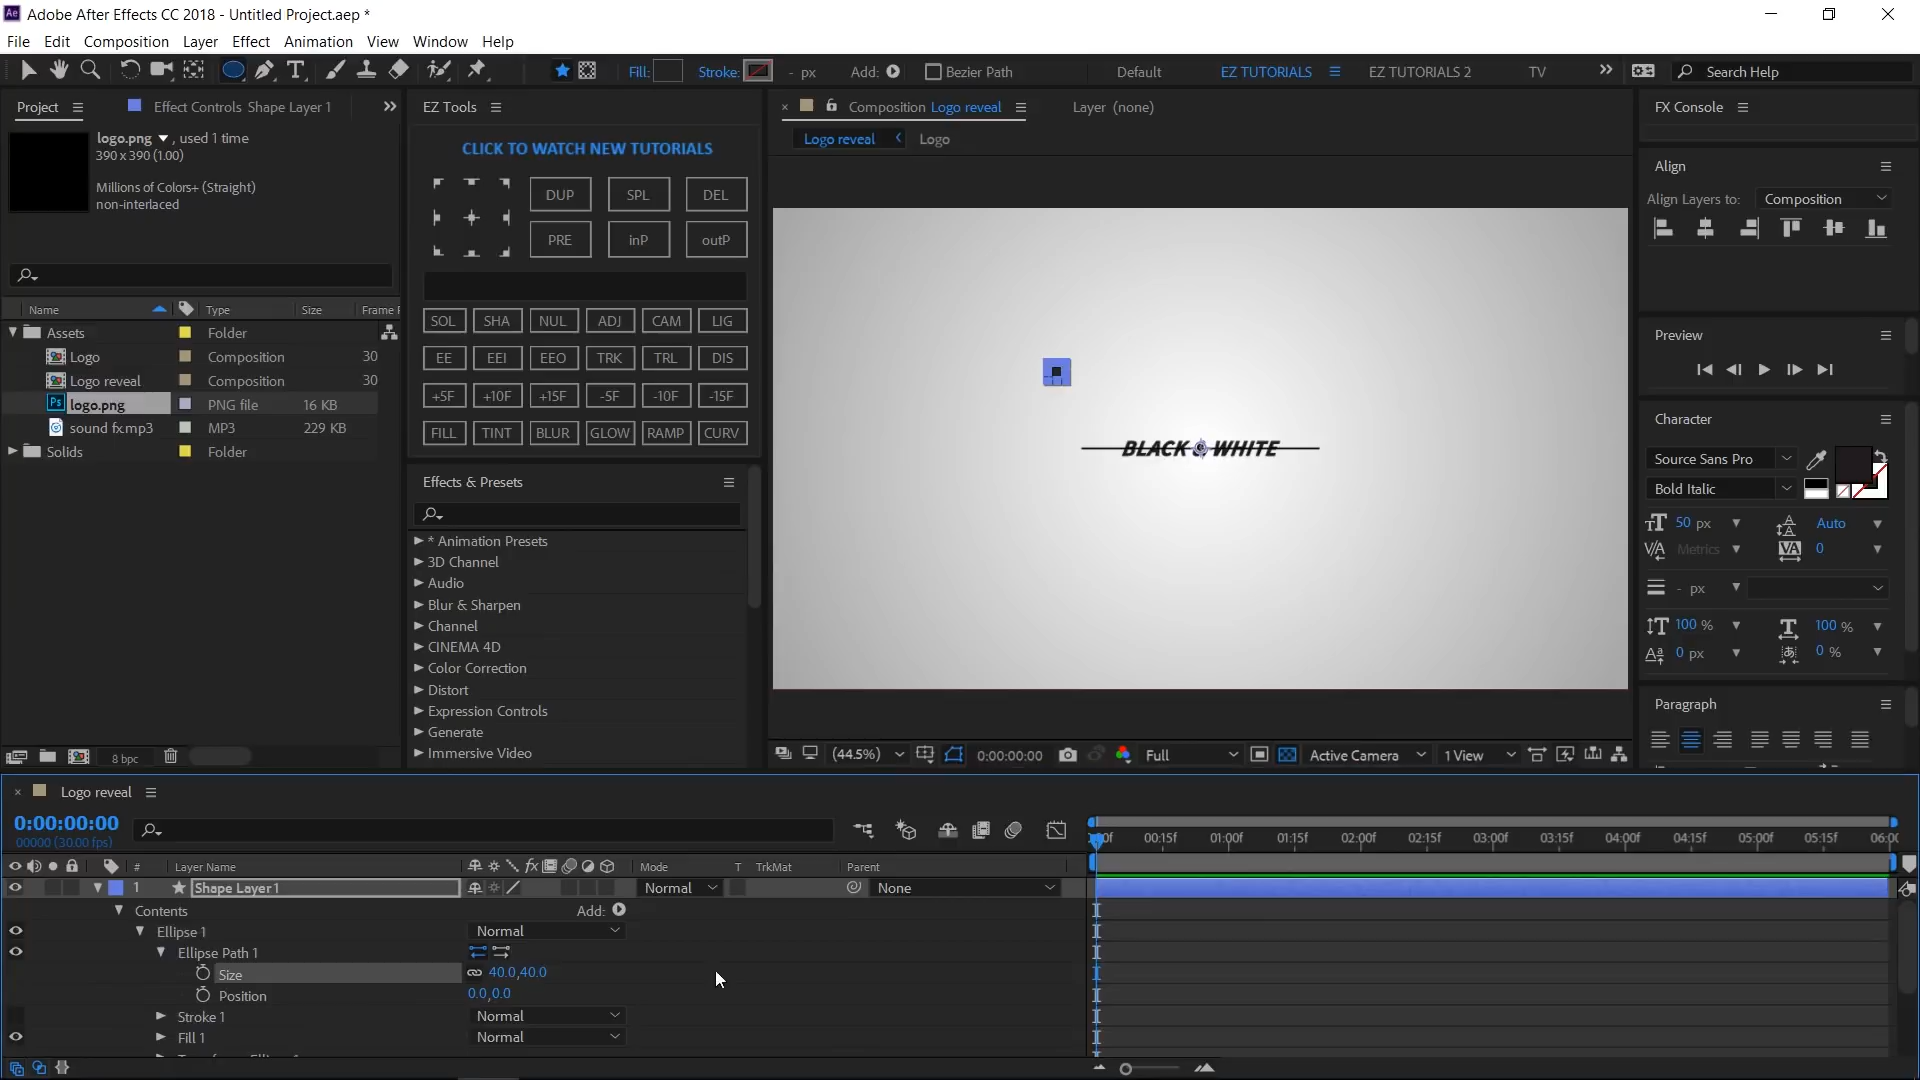 Adobe After Effects CC 2018 - Untitled Project.aep *
File Edit Composition Layer Effect Animation View Window Help
Fill: Stroke: - px Add: Bezier Path Default EZ TUTORIALS EZ TUTORIALS 2 TV Search Help
Project Effect Controls Shape Layer 1
logo.png , used 1 time
390 x 390 (1.00)
Millions of Colors+ (Straight)
non-interlaced
Name Type Size Frame
Assets Folder
Logo Composition 30
Logo reveal Composition 30
logo.png PNG file 16 KB
sound fx.mp3 MP3 229 KB
Solids Folder
8 bpc
EZ Tools
CLICK TO WATCH NEW TUTORIALS
DUP SPL DEL
PRE inP outP
SOL SHA NUL ADJ CAM LIG
EE EEI EEO TRK TRL DIS
+5F +10F +15F -5F -10F -15F
FILL TINT BLUR GLOW RAMP CURV
Effects & Presets
* Animation Presets
3D Channel
Audio
Blur & Sharpen
Channel
CINEMA 4D
Color Correction
Distort
Expression Controls
Generate
Immersive Video
Composition Logo reveal Layer (none)
Logo reveal Logo
BLACK & WHITE
(44.5%) 0:00:00:00 Full Active Camera 1 View
FX Console
Align
Align Layers to: Composition
Preview
Character
Source Sans Pro
Bold Italic
50 px Auto
Metrics 0
- px
100 % 100 %
0 px 0 %
Paragraph
Logo reveal
0:00:00:00
00000 (30.00 fps)
00:15f 01:00f 01:15f 02:00f 02:15f 03:00f 03:15f 04:00f 04:15f 05:00f 05:15f
# Layer Name fx Mode T TrkMat Parent
1 Shape Layer 1 Normal None
Contents Add:
Ellipse 1 Normal
Ellipse Path 1
Size 40.0,40.0
Position 0.0,0.0
Stroke 1 Normal
Fill 1 Normal